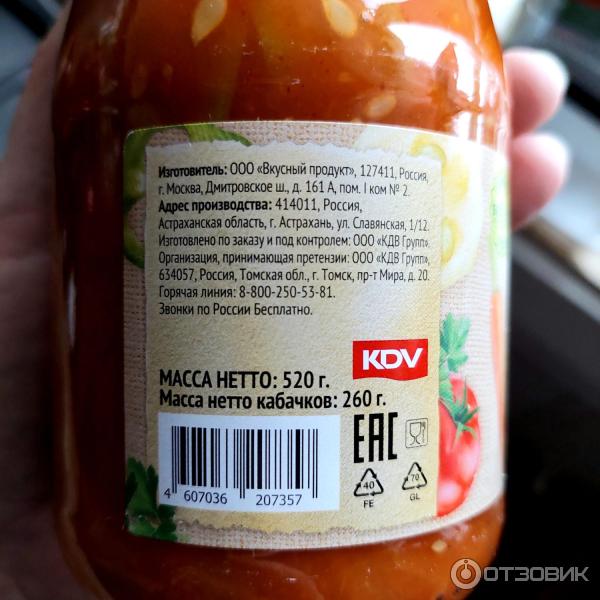 Изготовитель: ООО «Вкусный продукт», 127411, Россия,
г. Москва, Дмитровское ш., д. 161 А, пом. I ком № 2.
Адрес производства: 414011, Россия,
Астраханская область, г. Астрахань, ул. Славянская, 1/12.
Изготовлено по заказу и под контролем: ООО «КДВ Групп».
Организация, принимающая претензии: ООО «КДВ Групп»,
634057, Россия, Томская обл., г. Томск, пр-т Мира, д. 20.
Горячая линия: 8-800-250-53-81.
Звонки по России Бесплатно.
KDV
МАССА НЕТТО: 520 г.
Масса нетто кабачков: 260 г.
EAC
4 607036 207357
40
FE
70
GL
ОТЗОВИК